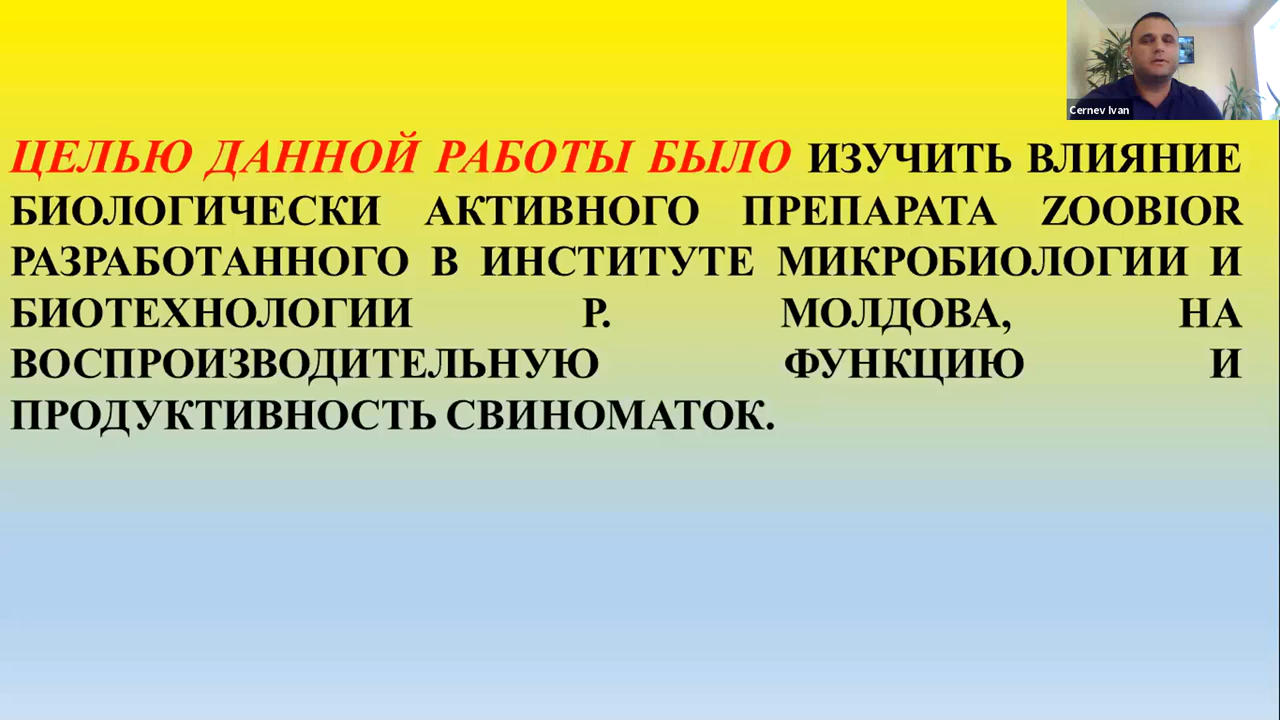 Cernev Ivan
ЦЕЛЬЮ ДАННОЙ РАБОТЫ БЫЛО ИЗУЧИТЬ ВЛИЯНИЕ
БИОЛОГИЧЕСКИ АКТИВНОГО ПРЕПАРАТА ZOOBIOR
РАЗРАБОТАННОГО В ИНСТИТУТЕ МИКРОБИОЛОГИИ И
БИОТЕХНОЛОГИИ Р. МОЛДОВА, НА
ВОСПРОИЗВОДИТЕЛЬНУЮ ФУНКЦИЮ И
ПРОДУКТИВНОСТЬ СВИНОМАТОК.